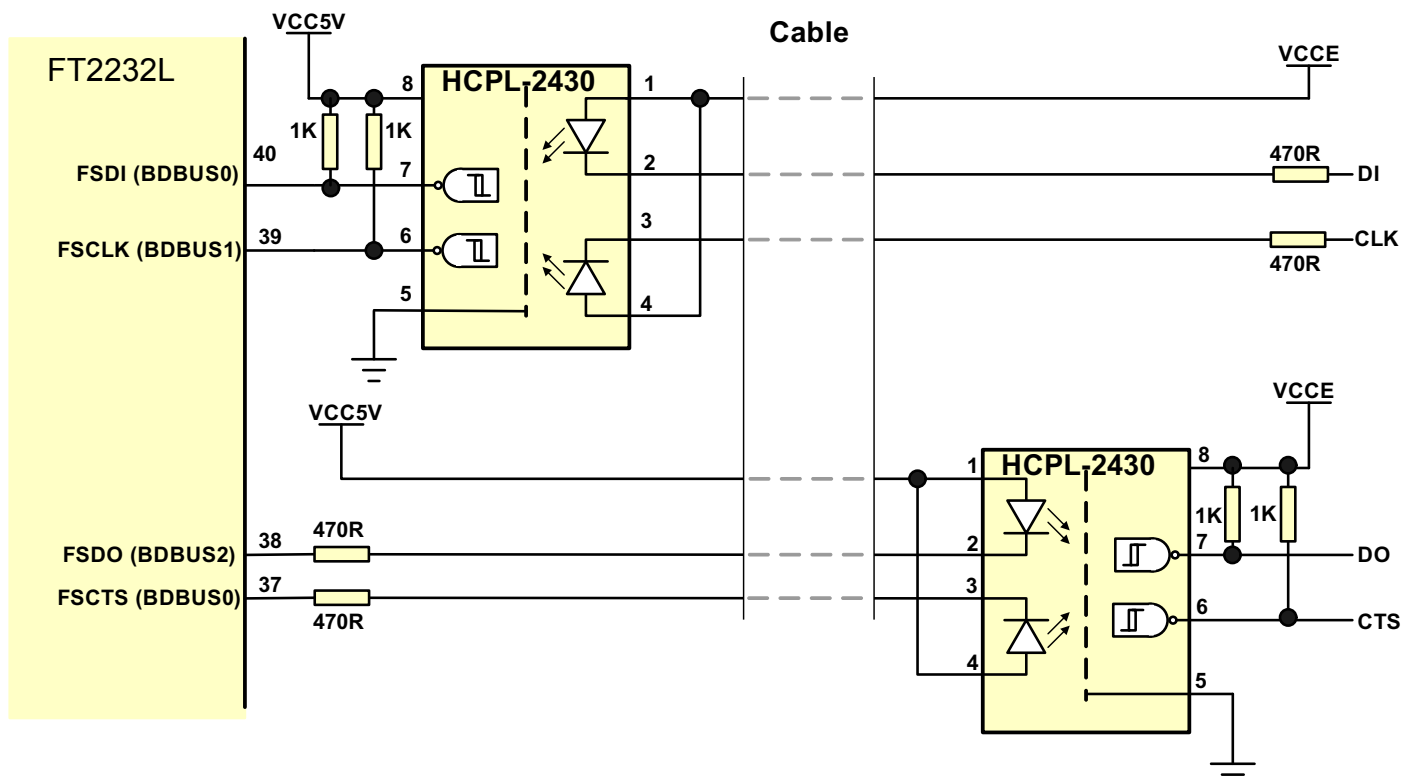 VCC5V
Cable
FT2232L
HCPL-2430
VCCE
8
1
1K
1K
40
FSDI (BDBUS0)
7
2
470R
DI
FSCLK (BDBUS1)
39
6
3
CLK
470R
5
4
VCC5V
VCCE
1
HCPL-2430
8
1K
1K
FSDO (BDBUS2)
38
470R
2
7
DO
FSCTS (BDBUS0)
37
470R
3
6
CTS
4
5